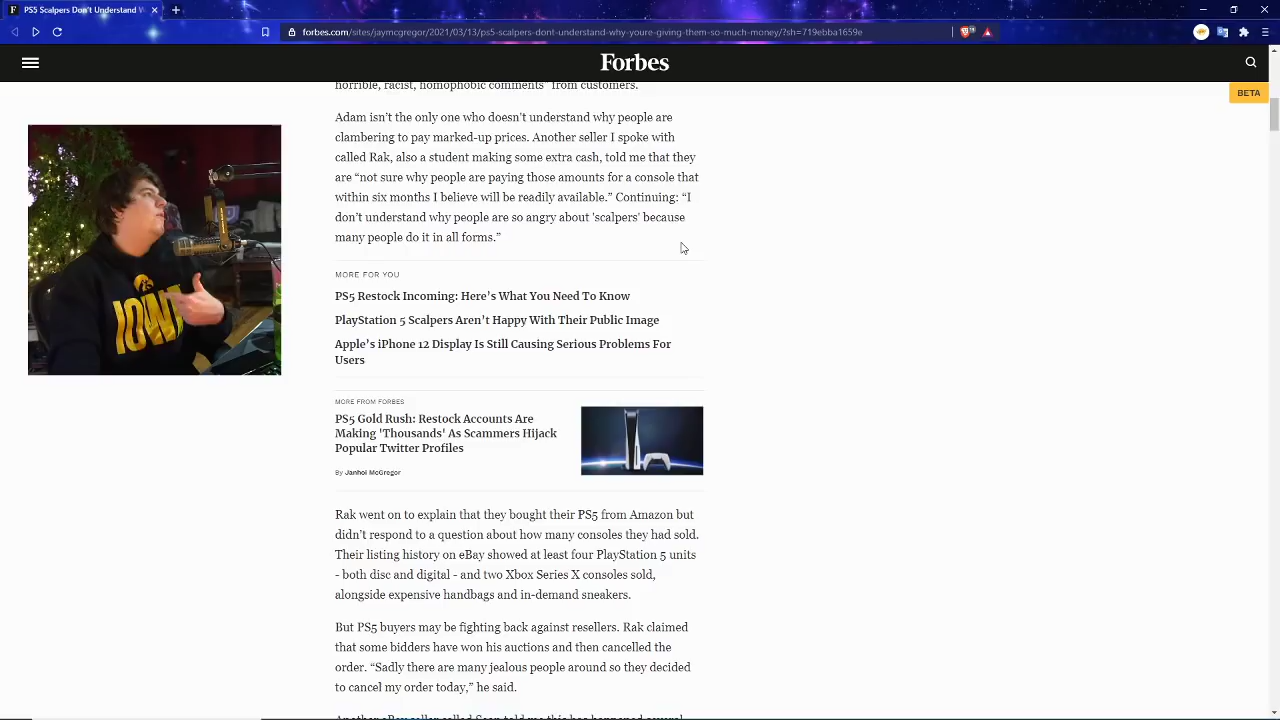 PS5 Scalpers Don't Understand W
forbes.com/sites/jaymcgregor/2021/03/13/ps5-scalpers-dont-understand-why-youre-giving-them-so-much-money/?sh=719ebba1659e
Forbes
BETA
horrible, racist, homophobic comments" from customers.
Adam isn't the only one who doesn't understand why people are
clambering to pay marked-up prices. Another seller I spoke with
called Rak, also a student making some extra cash, told me that they
are “not sure why people are paying those amounts for a console that
within six months I believe will be readily available.” Continuing: “I
don’t understand why people are so angry about 'scalpers' because
many people do it in all forms.”
IOWA
MORE FOR YOU
PS5 Restock Incoming: Here’s What You Need To Know
PlayStation 5 Scalpers Aren’t Happy With Their Public Image
Apple’s iPhone 12 Display Is Still Causing Serious Problems For
Users
MORE FROM FORBES
PS5 Gold Rush: Restock Accounts Are
Making 'Thousands' As Scammers Hijack
Popular Twitter Profiles
By Janhoi McGregor
Rak went on to explain that they bought their PS5 from Amazon but
didn’t respond to a question about how many consoles they had sold.
Their listing history on eBay showed at least four PlayStation 5 units
- both disc and digital - and two Xbox Series X consoles sold,
alongside expensive handbags and in-demand sneakers.
But PS5 buyers may be fighting back against resellers. Rak claimed
that some bidders have won his auctions and then cancelled the
order. “Sadly there are many jealous people around so they decided
to cancel my order today,” he said.